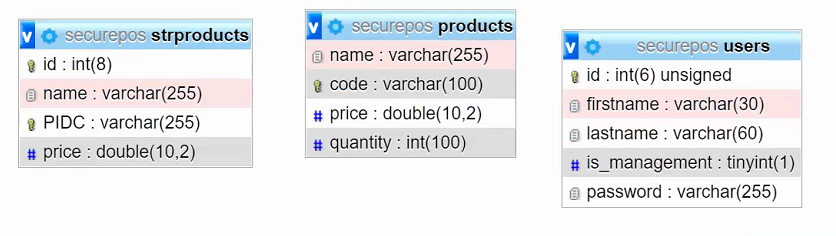 v securepos strproducts
id : int(8)
name : varchar(255)
PIDC : varchar(255)
# price : double(10,2)
v securepos products
name : varchar(255)
code : varchar(100)
# price : double(10,2)
# quantity : int(100)
v securepos users
id : int(6) unsigned
firstname : varchar(30)
lastname : varchar(60)
# is_management : tinyint(1)
password : varchar(255)